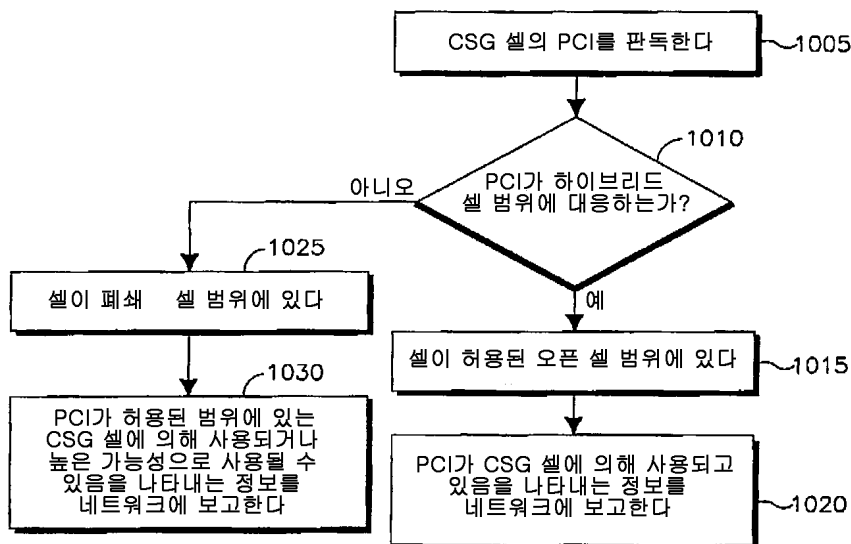 CSG 셀의 PCI를 판독한다
1005
1010
PCI가 하이브리드
셀 범위에 대응하는가?
아니오
예
1025
셀이 폐쇄 셀 범위에 있다
셀이 허용된 오픈 셀 범위에 있다
1015
1030
PCI가 허용된 범위에 있는
CSG 셀에 의해 사용되거나
높은 가능성으로 사용될 수
있음을 나타내는 정보를
네트워크에 보고한다
PCI가 CSG 셀에 의해 사용되고
있음을 나타내는 정보를
네트워크에 보고한다
1020